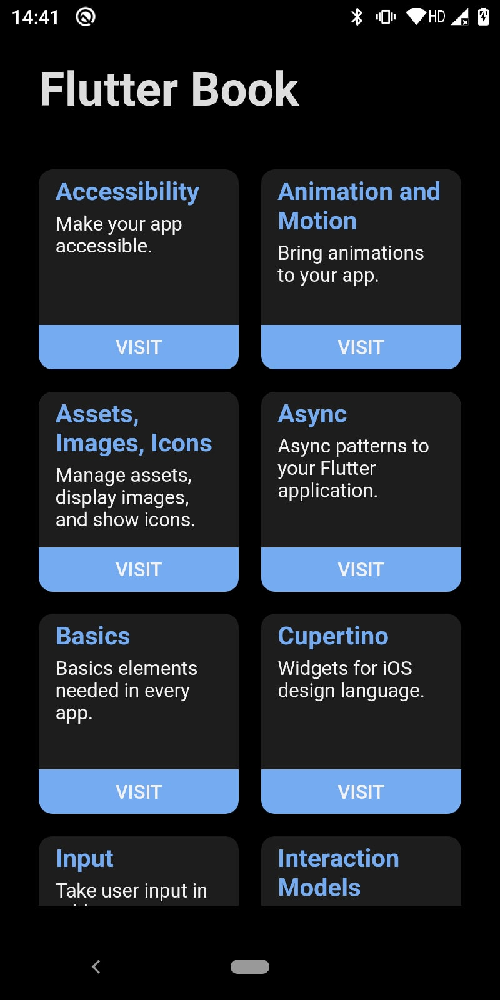 14:41
HD
Flutter Book
Accessibility
Make your app
accessible.
VISIT
Animation and
Motion
Bring animations
to your app.
VISIT
Assets,
Images, Icons
Manage assets,
display images,
and show icons.
VISIT
Async
Async patterns to
your Flutter
application.
VISIT
Basics
Basics elements
needed in every
app.
VISIT
Cupertino
Widgets for iOS
design language.
VISIT
Input
Take user input in
Interaction
Models